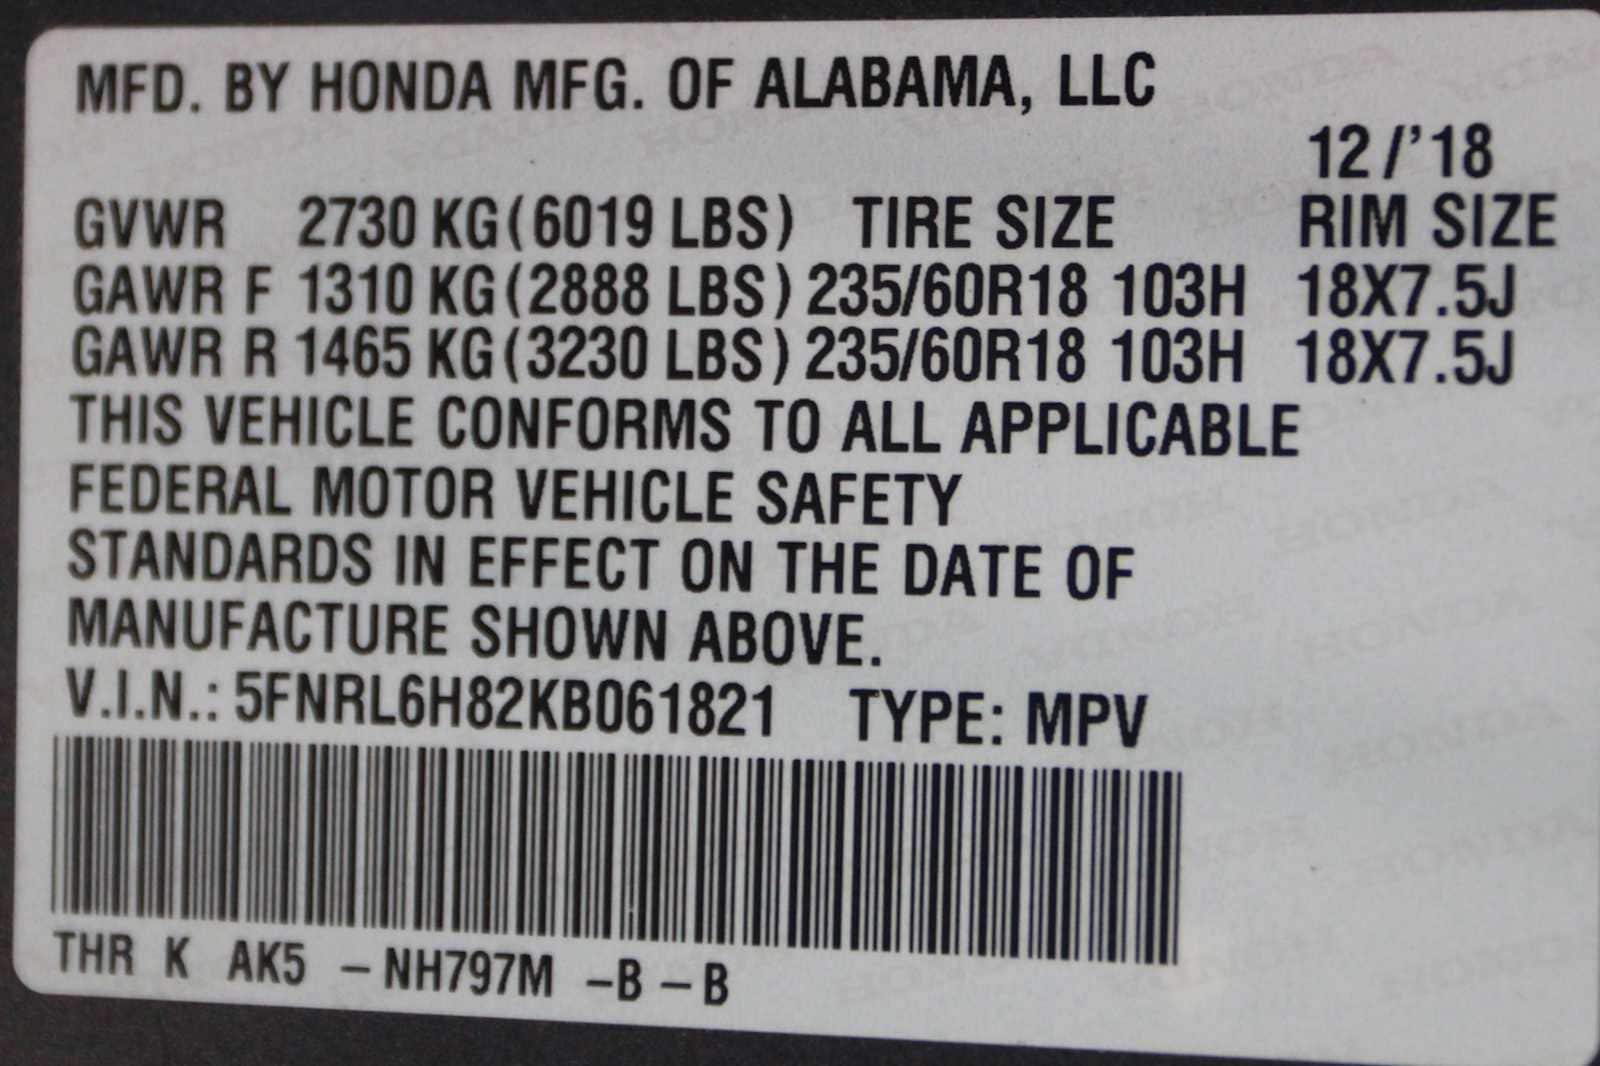 MFD. BY HONDA MFG. OF ALABAMA, LLC
12/'18
GVWR 2730 KG(6019 LBS) TIRE SIZE RIM SIZE
GAWR F 1310 KG(2888 LBS) 235/60R18 103H 18X7.5J
GAWR R 1465 KG(3230 LBS) 235/60R18 103H 18X7.5J
THIS VEHICLE CONFORMS TO ALL APPLICABLE
FEDERAL MOTOR VEHICLE SAFETY
STANDARDS IN EFFECT ON THE DATE OF
MANUFACTURE SHOWN ABOVE.
V.I.N.: 5FNRL6H82KB061821 TYPE: MPV
THR K AK5 -NH797M -B-B